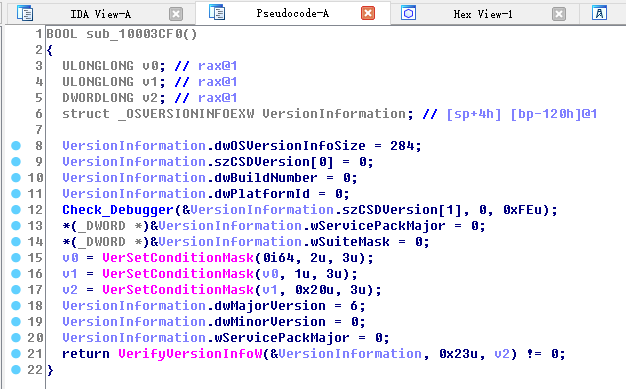 IDA View-A Pseudocode-A Hex View-1 A
1 BOOL sub_10003CF0()
2 {
3 ULONGLONG v0; // rax@1
4 ULONGLONG v1; // rax@1
5 DWORDLONG v2; // rax@1
6 struct _OSVERSIONINFOEXW VersionInformation; // [sp+4h] [bp-120h]@1
7
8 VersionInformation.dwOSVersionInfoSize = 284;
9 VersionInformation.szCSDVersion[0] = 0;
10 VersionInformation.dwBuildNumber = 0;
11 VersionInformation.dwPlatformId = 0;
12 Check_Debugger(&VersionInformation.szCSDVersion[1], 0, 0xFEu);
13 *(_DWORD *)&VersionInformation.wServicePackMajor = 0;
14 *(_DWORD *)&VersionInformation.wSuiteMask = 0;
15 v0 = VerSetConditionMask(0i64, 2u, 3u);
16 v1 = VerSetConditionMask(v0, 1u, 3u);
17 v2 = VerSetConditionMask(v1, 0x20u, 3u);
18 VersionInformation.dwMajorVersion = 6;
19 VersionInformation.dwMinorVersion = 0;
20 VersionInformation.wServicePackMajor = 0;
21 return VerifyVersionInfoW(&VersionInformation, 0x23u, v2) != 0;
22 }